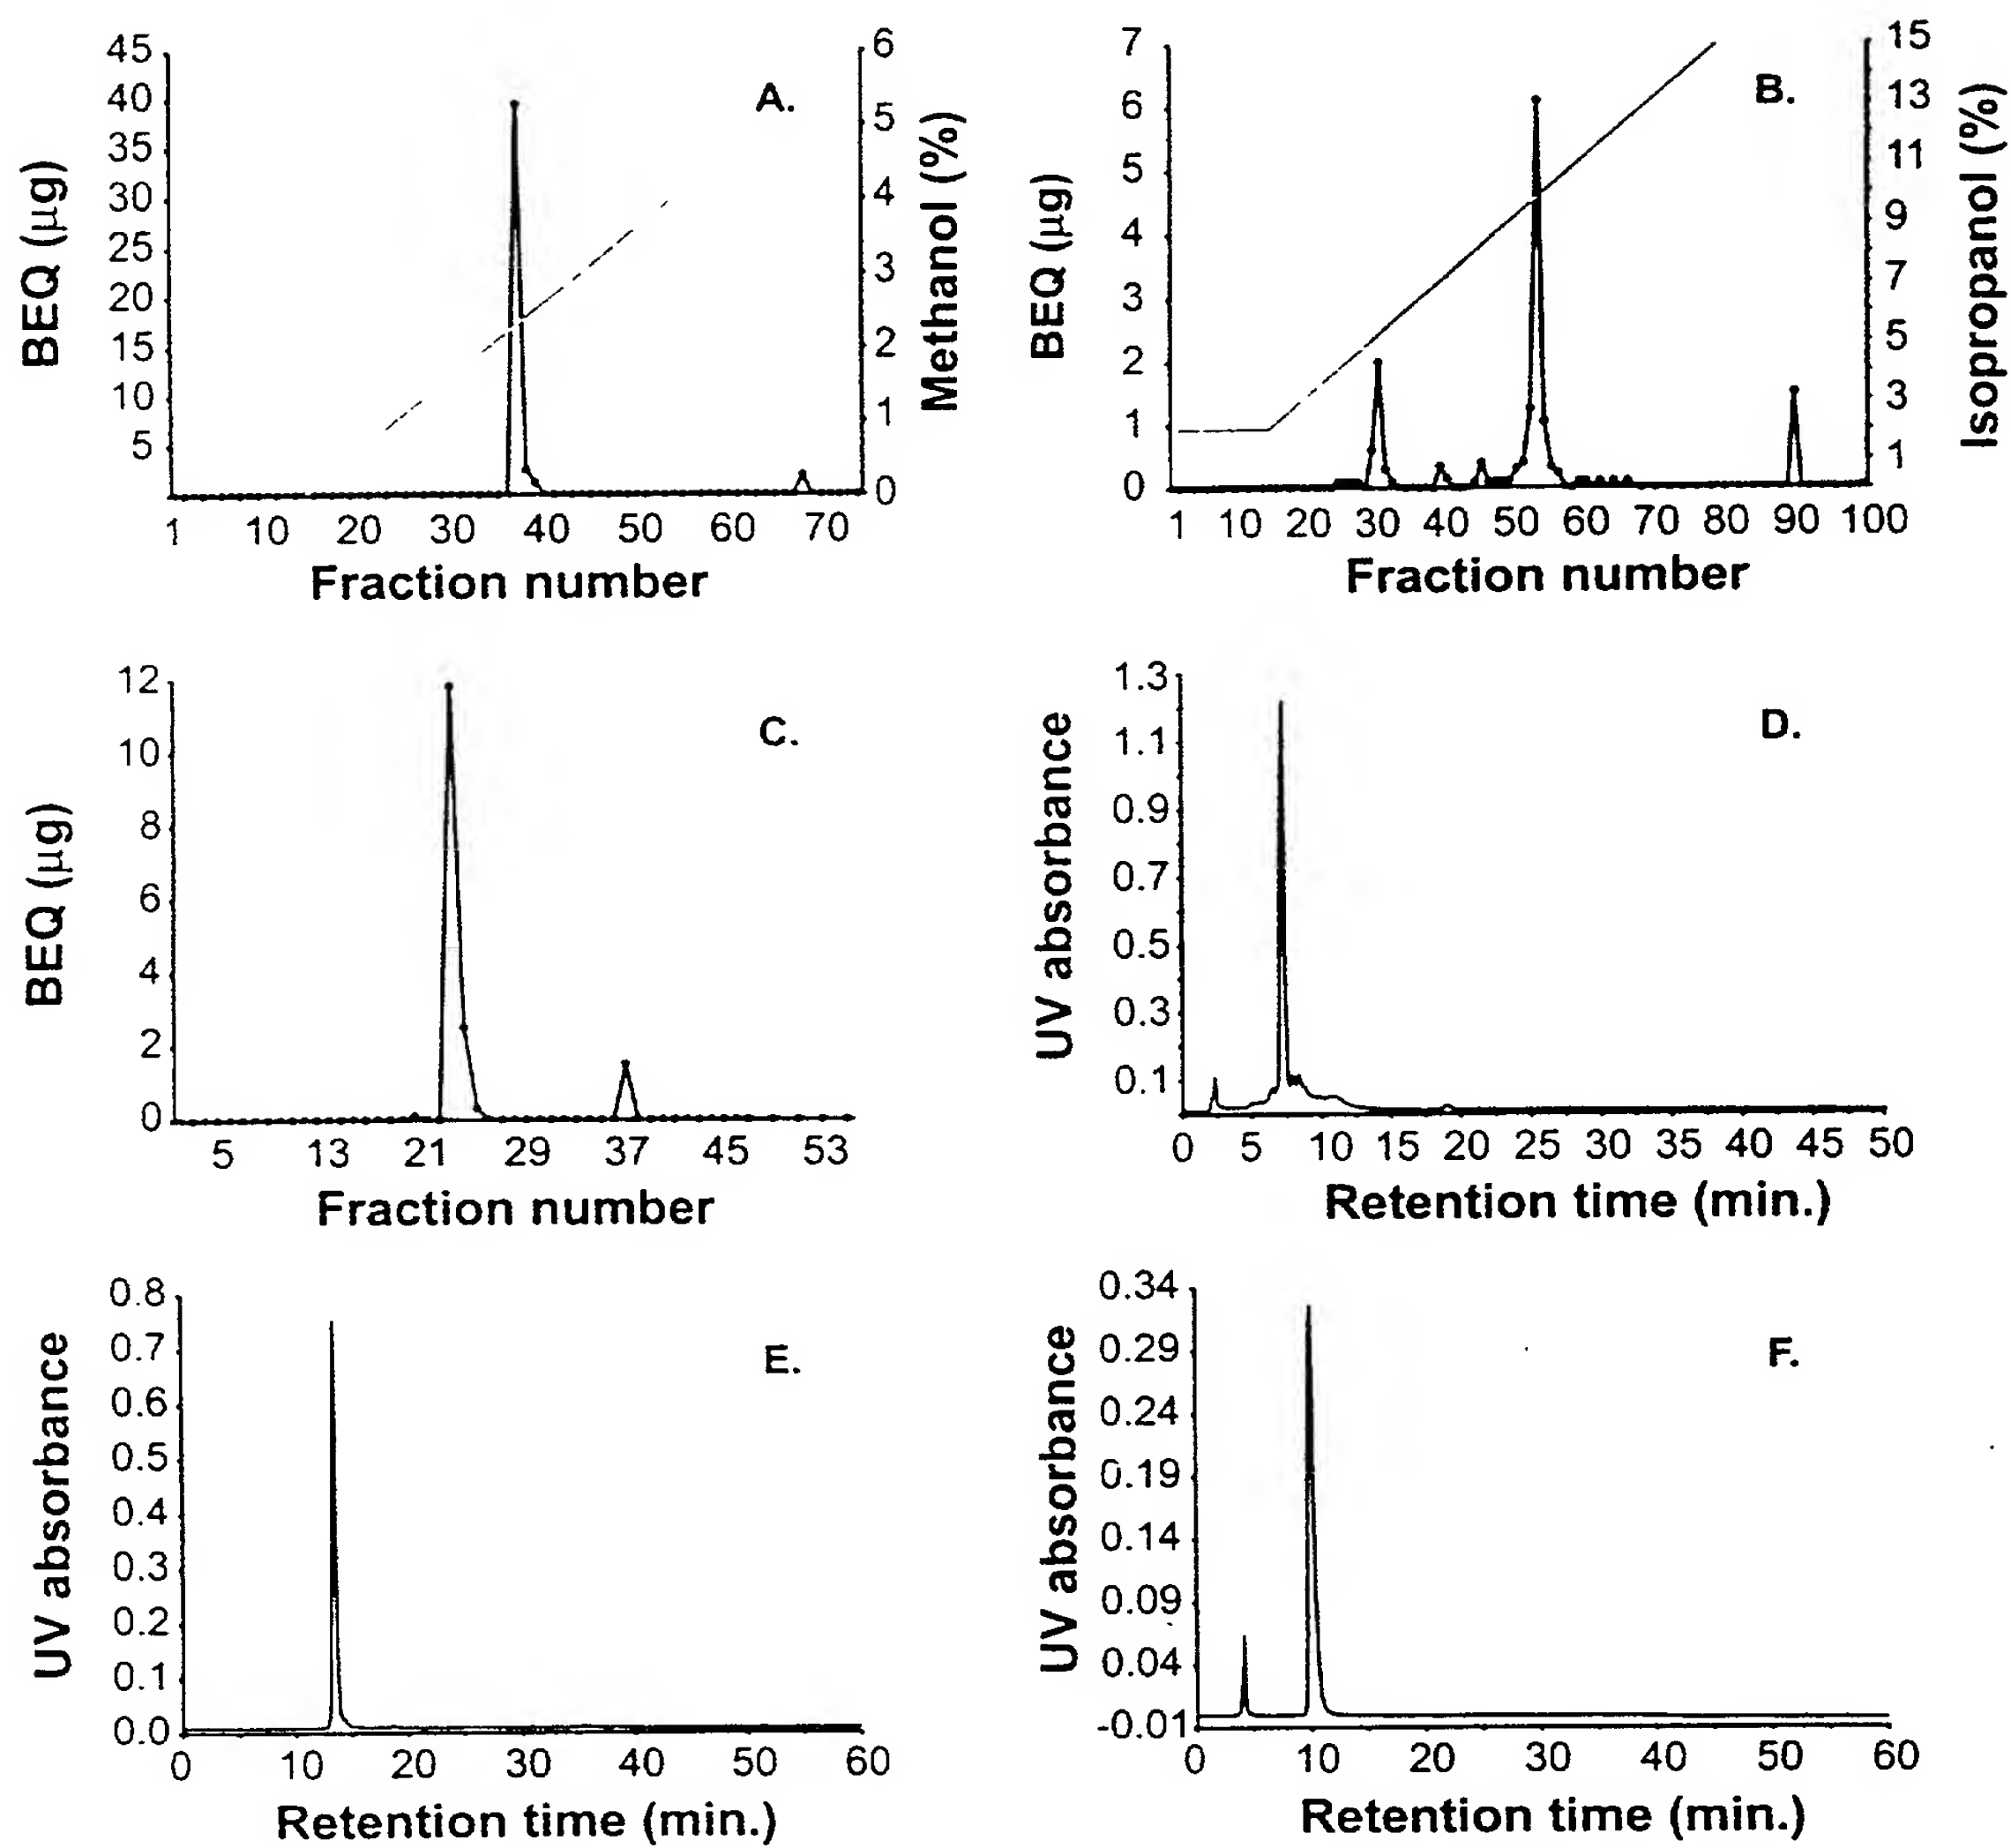 A.
BEQ (µg)
45
40
35
30
25
20
15
10
5
Methanol (%)
6
5
4
3
2
1
0
1 10 20 30 40 50 60 70
Fraction number
B.
BEQ (µg)
7
6
5
4
3
2
1
0
Isopropanol (%)
15
13
11
9
7
5
3
1
1 10 20 30 40 50 60 70 80 90 100
Fraction number
C.
BEQ (µg)
12
10
8
6
4
2
0
5 13 21 29 37 45 53
Fraction number
D.
UV absorbance
1.3
1.1
0.9
0.7
0.5
0.3
0.1
0 5 10 15 20 25 30 35 40 45 50
Retention time (min.)
E.
UV absorbance
0.8
0.7
0.6
0.5
0.4
0.3
0.2
0.1
0.0
0 10 20 30 40 50 60
Retention time (min.)
F.
UV absorbance
0.34
0.29
0.24
0.19
0.14
0.09
0.04
-0.01
0 10 20 30 40 50 60
Retention time (min.)